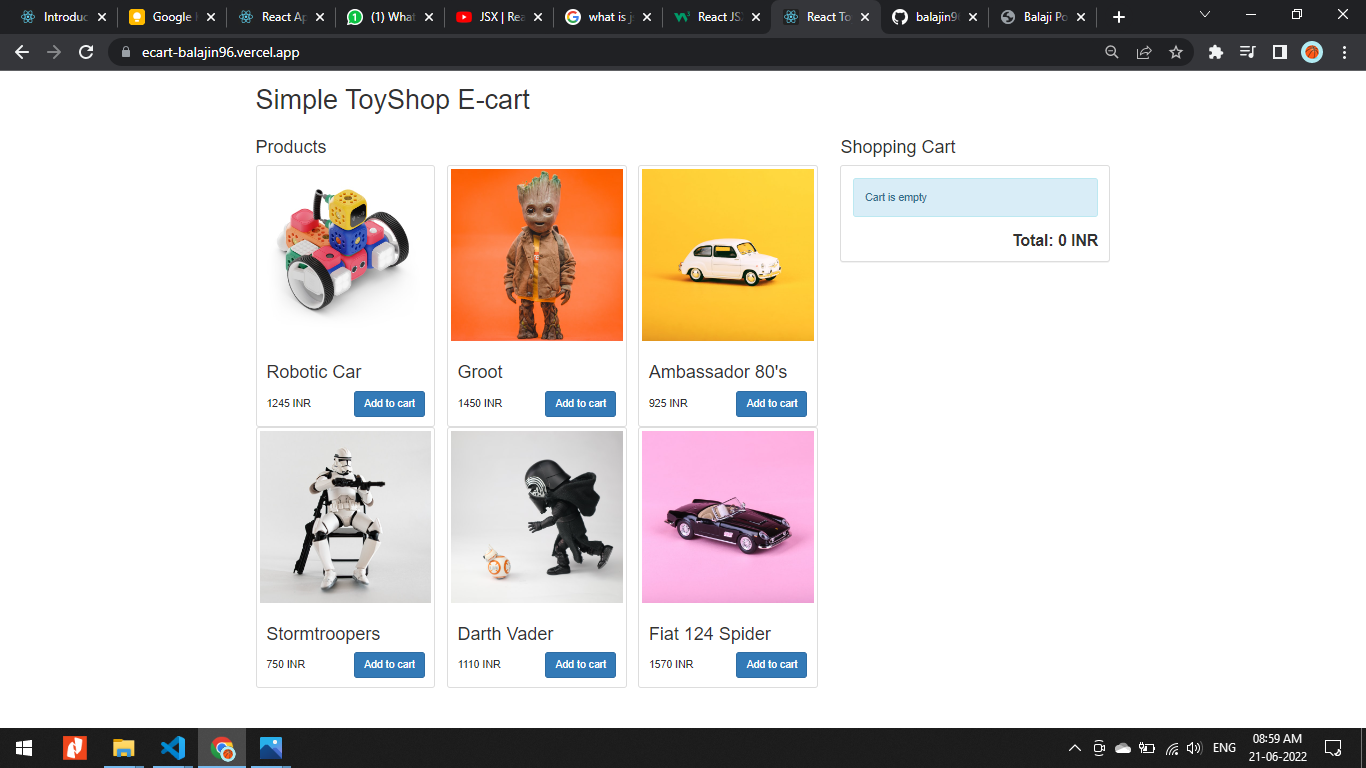 Introduc
Google
React Ap
(1) What
JSX | Rea
what is js
React JS
React To
balajin96
Balaji Po
ecart-balajin96.vercel.app
Simple ToyShop E-cart
Products
Shopping Cart
Cart is empty
Total: 0 INR
Robotic Car
1245 INR
Add to cart
Groot
1450 INR
Add to cart
Ambassador 80's
925 INR
Add to cart
Stormtroopers
750 INR
Add to cart
Darth Vader
1110 INR
Add to cart
Fiat 124 Spider
1570 INR
Add to cart
ENG
08:59 AM
21-06-2022